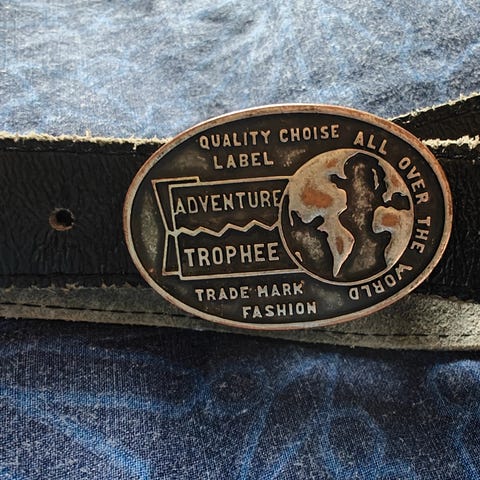 QUALITY CHOISE
LABEL
ALL OVER THE WORLD
ADVENTURE
TROPHEE
TRADE MARK
FASHION